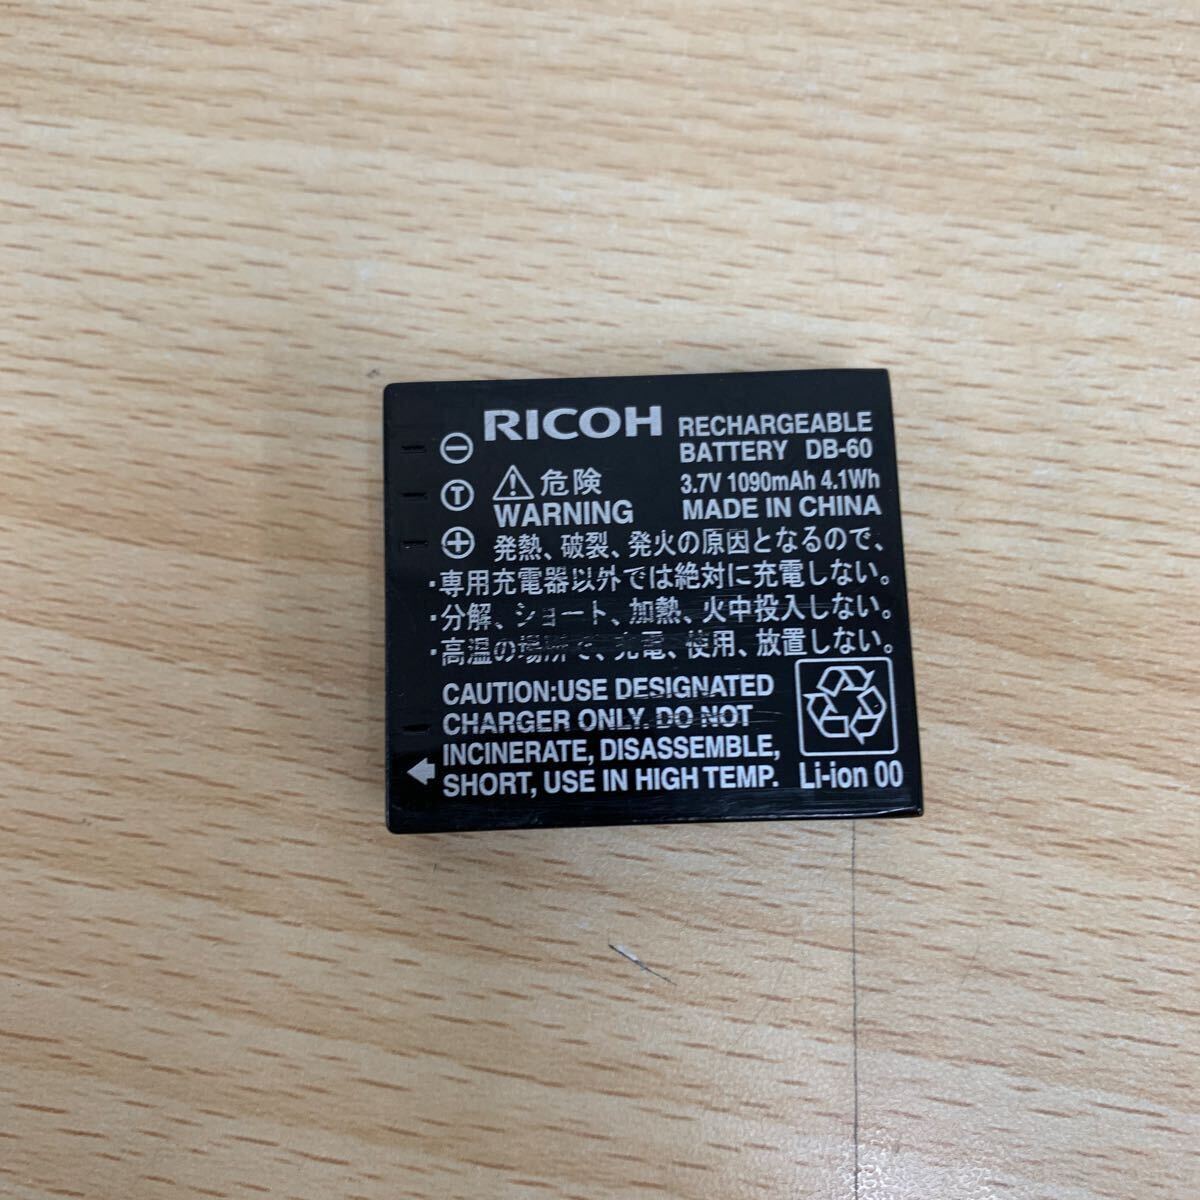 RICOH
RECHARGEABLE
BATTERY DB-60
3.7V 1090mAh 4.1Wh
MADE IN CHINA
危険
WARNING
T
発熱、破裂、発火の原因となるので、
・専用充電器以外では絶対に充電しない。
・分解、ショート、加熱、火中投入しない。
・高温の場所で、充電、使用、放置しない。
CAUTION:USE DESIGNATED
CHARGER ONLY. DO NOT
INCINERATE, DISASSEMBLE,
SHORT, USE IN HIGH TEMP.
Li-ion 00